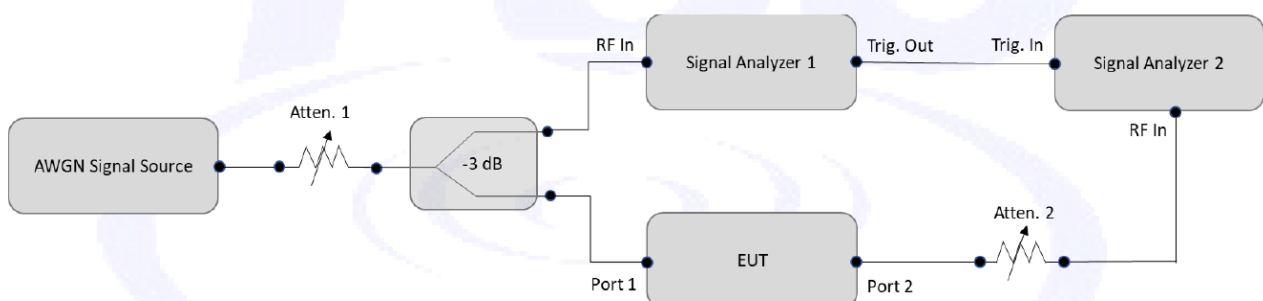 RF In
Signal Analyzer 1
Trig. Out
Trig. In
Signal Analyzer 2
RF In
Atten. 1
AWGN Signal Source
-3 dB
Atten. 2
EUT
Port 1
Port 2